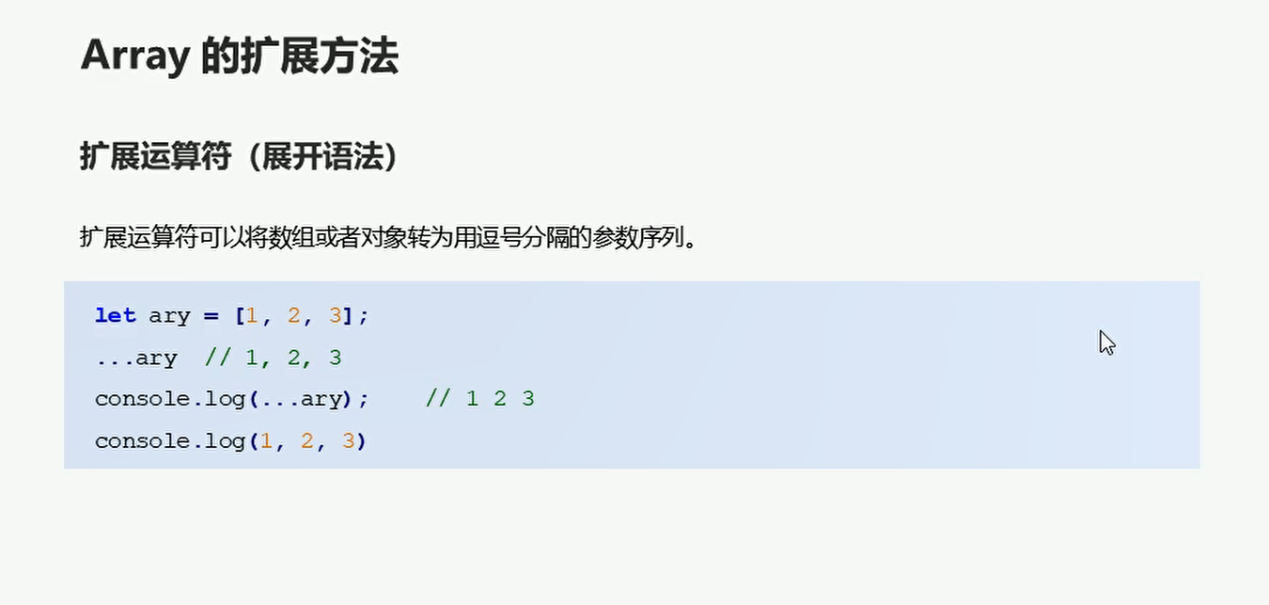 Array 的扩展方法
扩展运算符（展开语法）
扩展运算符可以将数组或者对象转为用逗号分隔的参数序列。
let ary = [1, 2, 3];
...ary  // 1, 2, 3
console.log(...ary);    // 1 2 3
console.log(1, 2, 3)